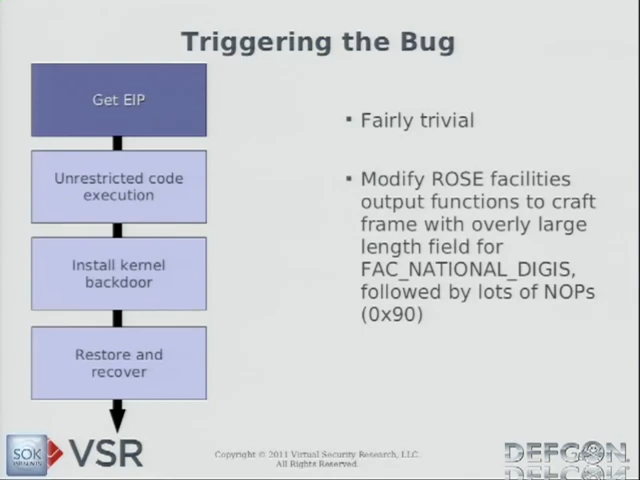 Triggering the Bug
Get EIP
Unrestricted code
execution
Install kernel
backdoor
Restore and
recover
▪ Fairly trivial
▪ Modify ROSE facilities
output functions to craft
frame with overly large
length field for
FAC_NATIONAL_DIGIS,
followed by lots of NOPs
(0x90)
SOK
PRESENTS
VSR
Copyright © 2011 Virtual Security Research, LLC.
All Rights Reserved.
DEFCON